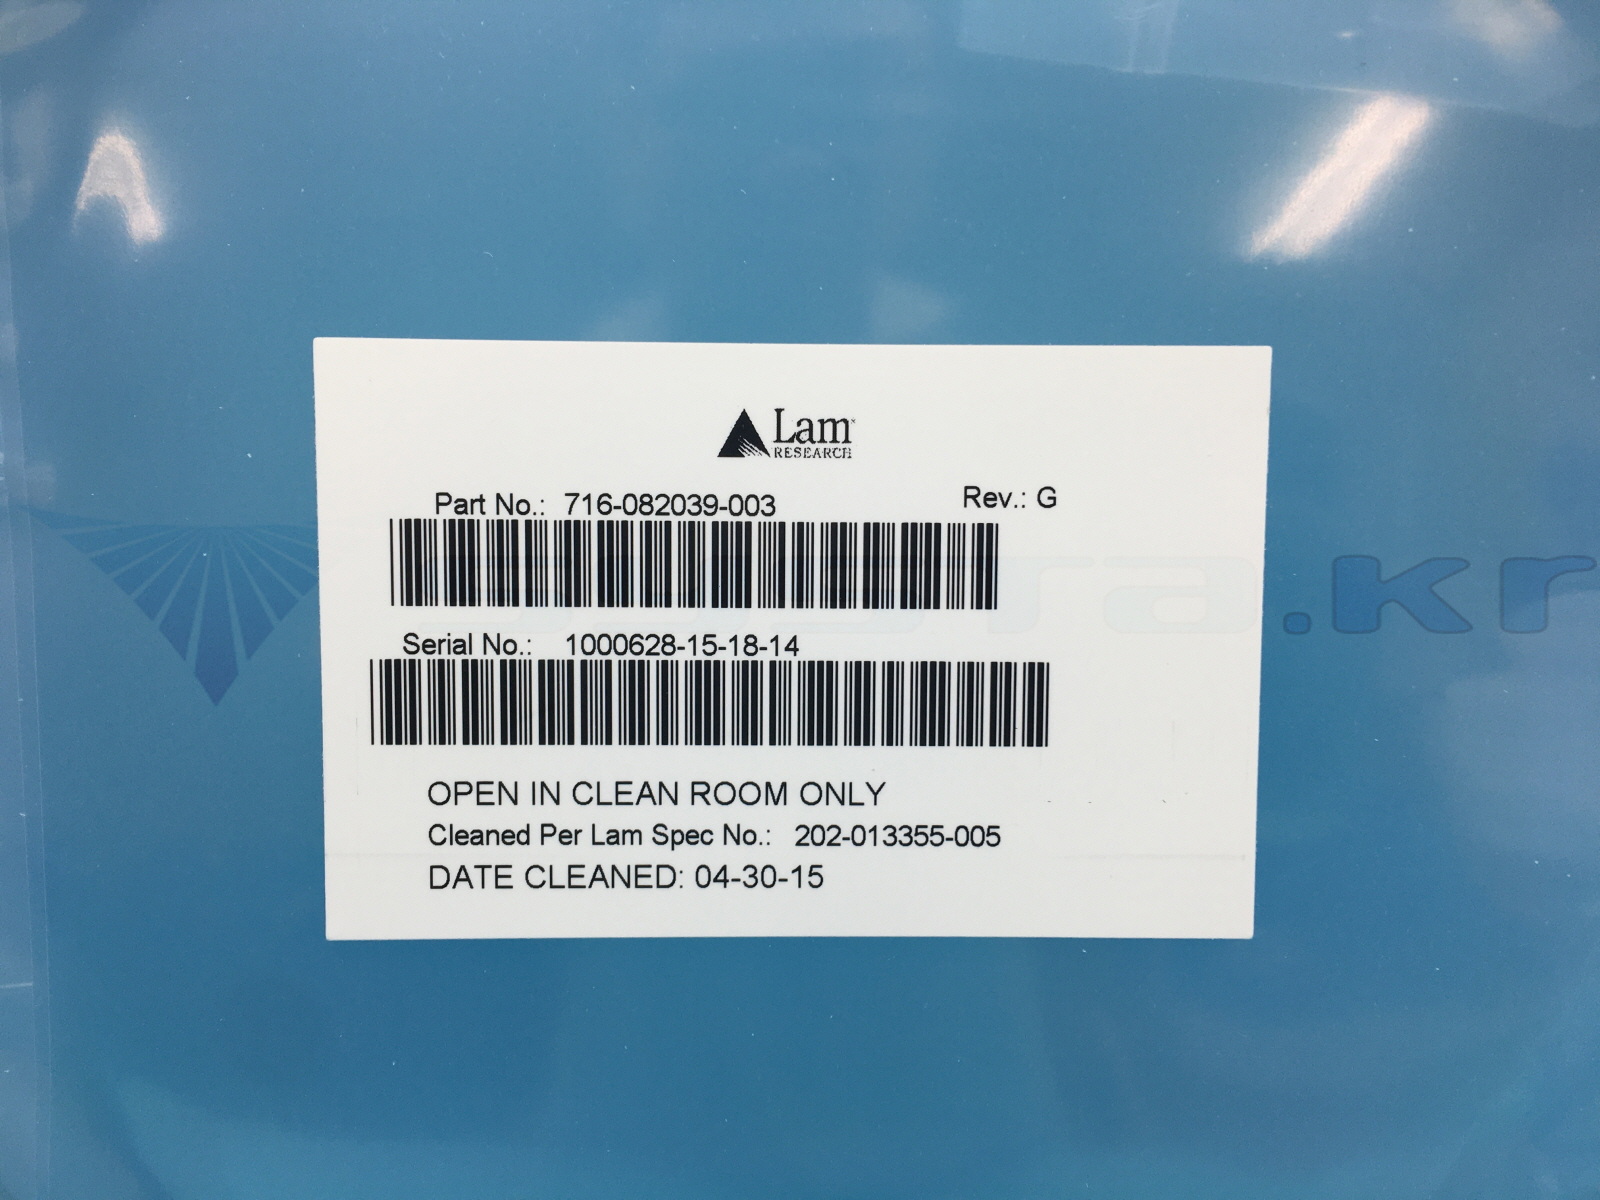 Lam
RESEARCH
Part No.: 716-082039-003 Rev.: G
Serial No.: 1000628-15-18-14
OPEN IN CLEAN ROOM ONLY
Cleaned Per Lam Spec No.: 202-013355-005
DATE CLEANED: 04-30-15